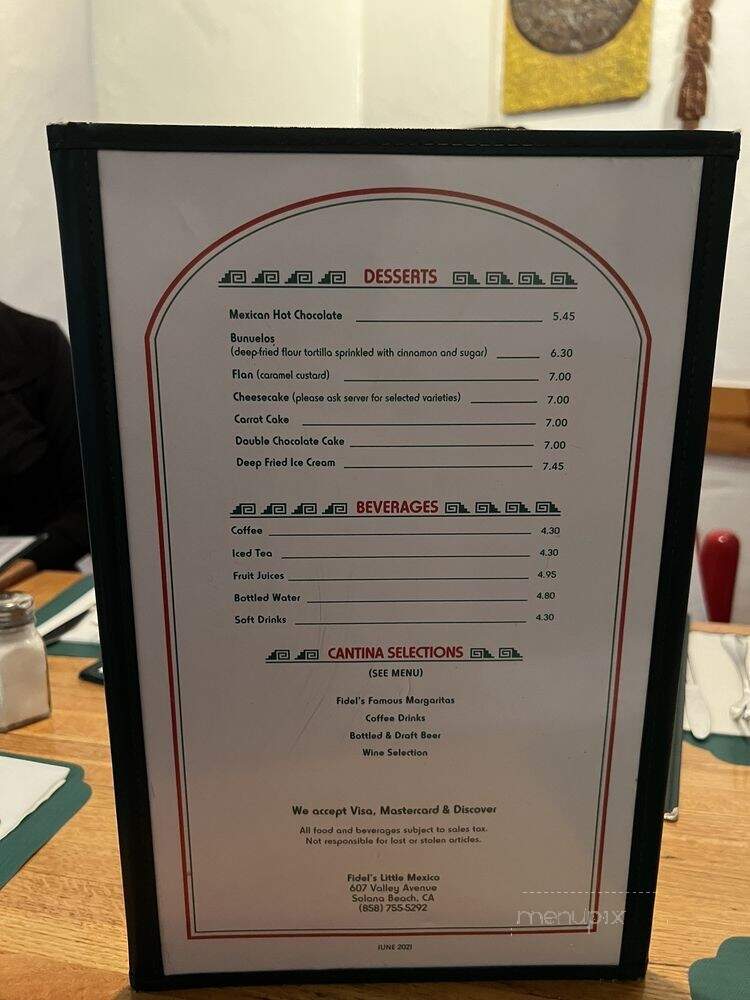 DESSERTS
Mexican Hot Chocolate 5.45
Bunuelos
(deep-fried flour tortilla sprinkled with cinnamon and sugar) 6.30
Flan (caramel custard) 7.00
Cheesecake (please ask server for selected varieties) 7.00
Carrot Cake 7.00
Double Chocolate Cake 7.00
Deep Fried Ice Cream 7.45
BEVERAGES
Coffee 4.30
Iced Tea 4.30
Fruit Juices 4.95
Bottled Water 4.80
Soft Drinks 4.30
CANTINA SELECTIONS
(SEE MENU)
Fidel's Famous Margaritas
Coffee Drinks
Bottled & Draft Beer
Wine Selection
We accept Visa, Mastercard & Discover
All food and beverages subject to sales tax.
Not responsible for lost or stolen articles.
Fidel's Little Mexico
607 Valley Avenue
Solana Beach, CA
(858) 755-5292
menupix
JUNE 2021